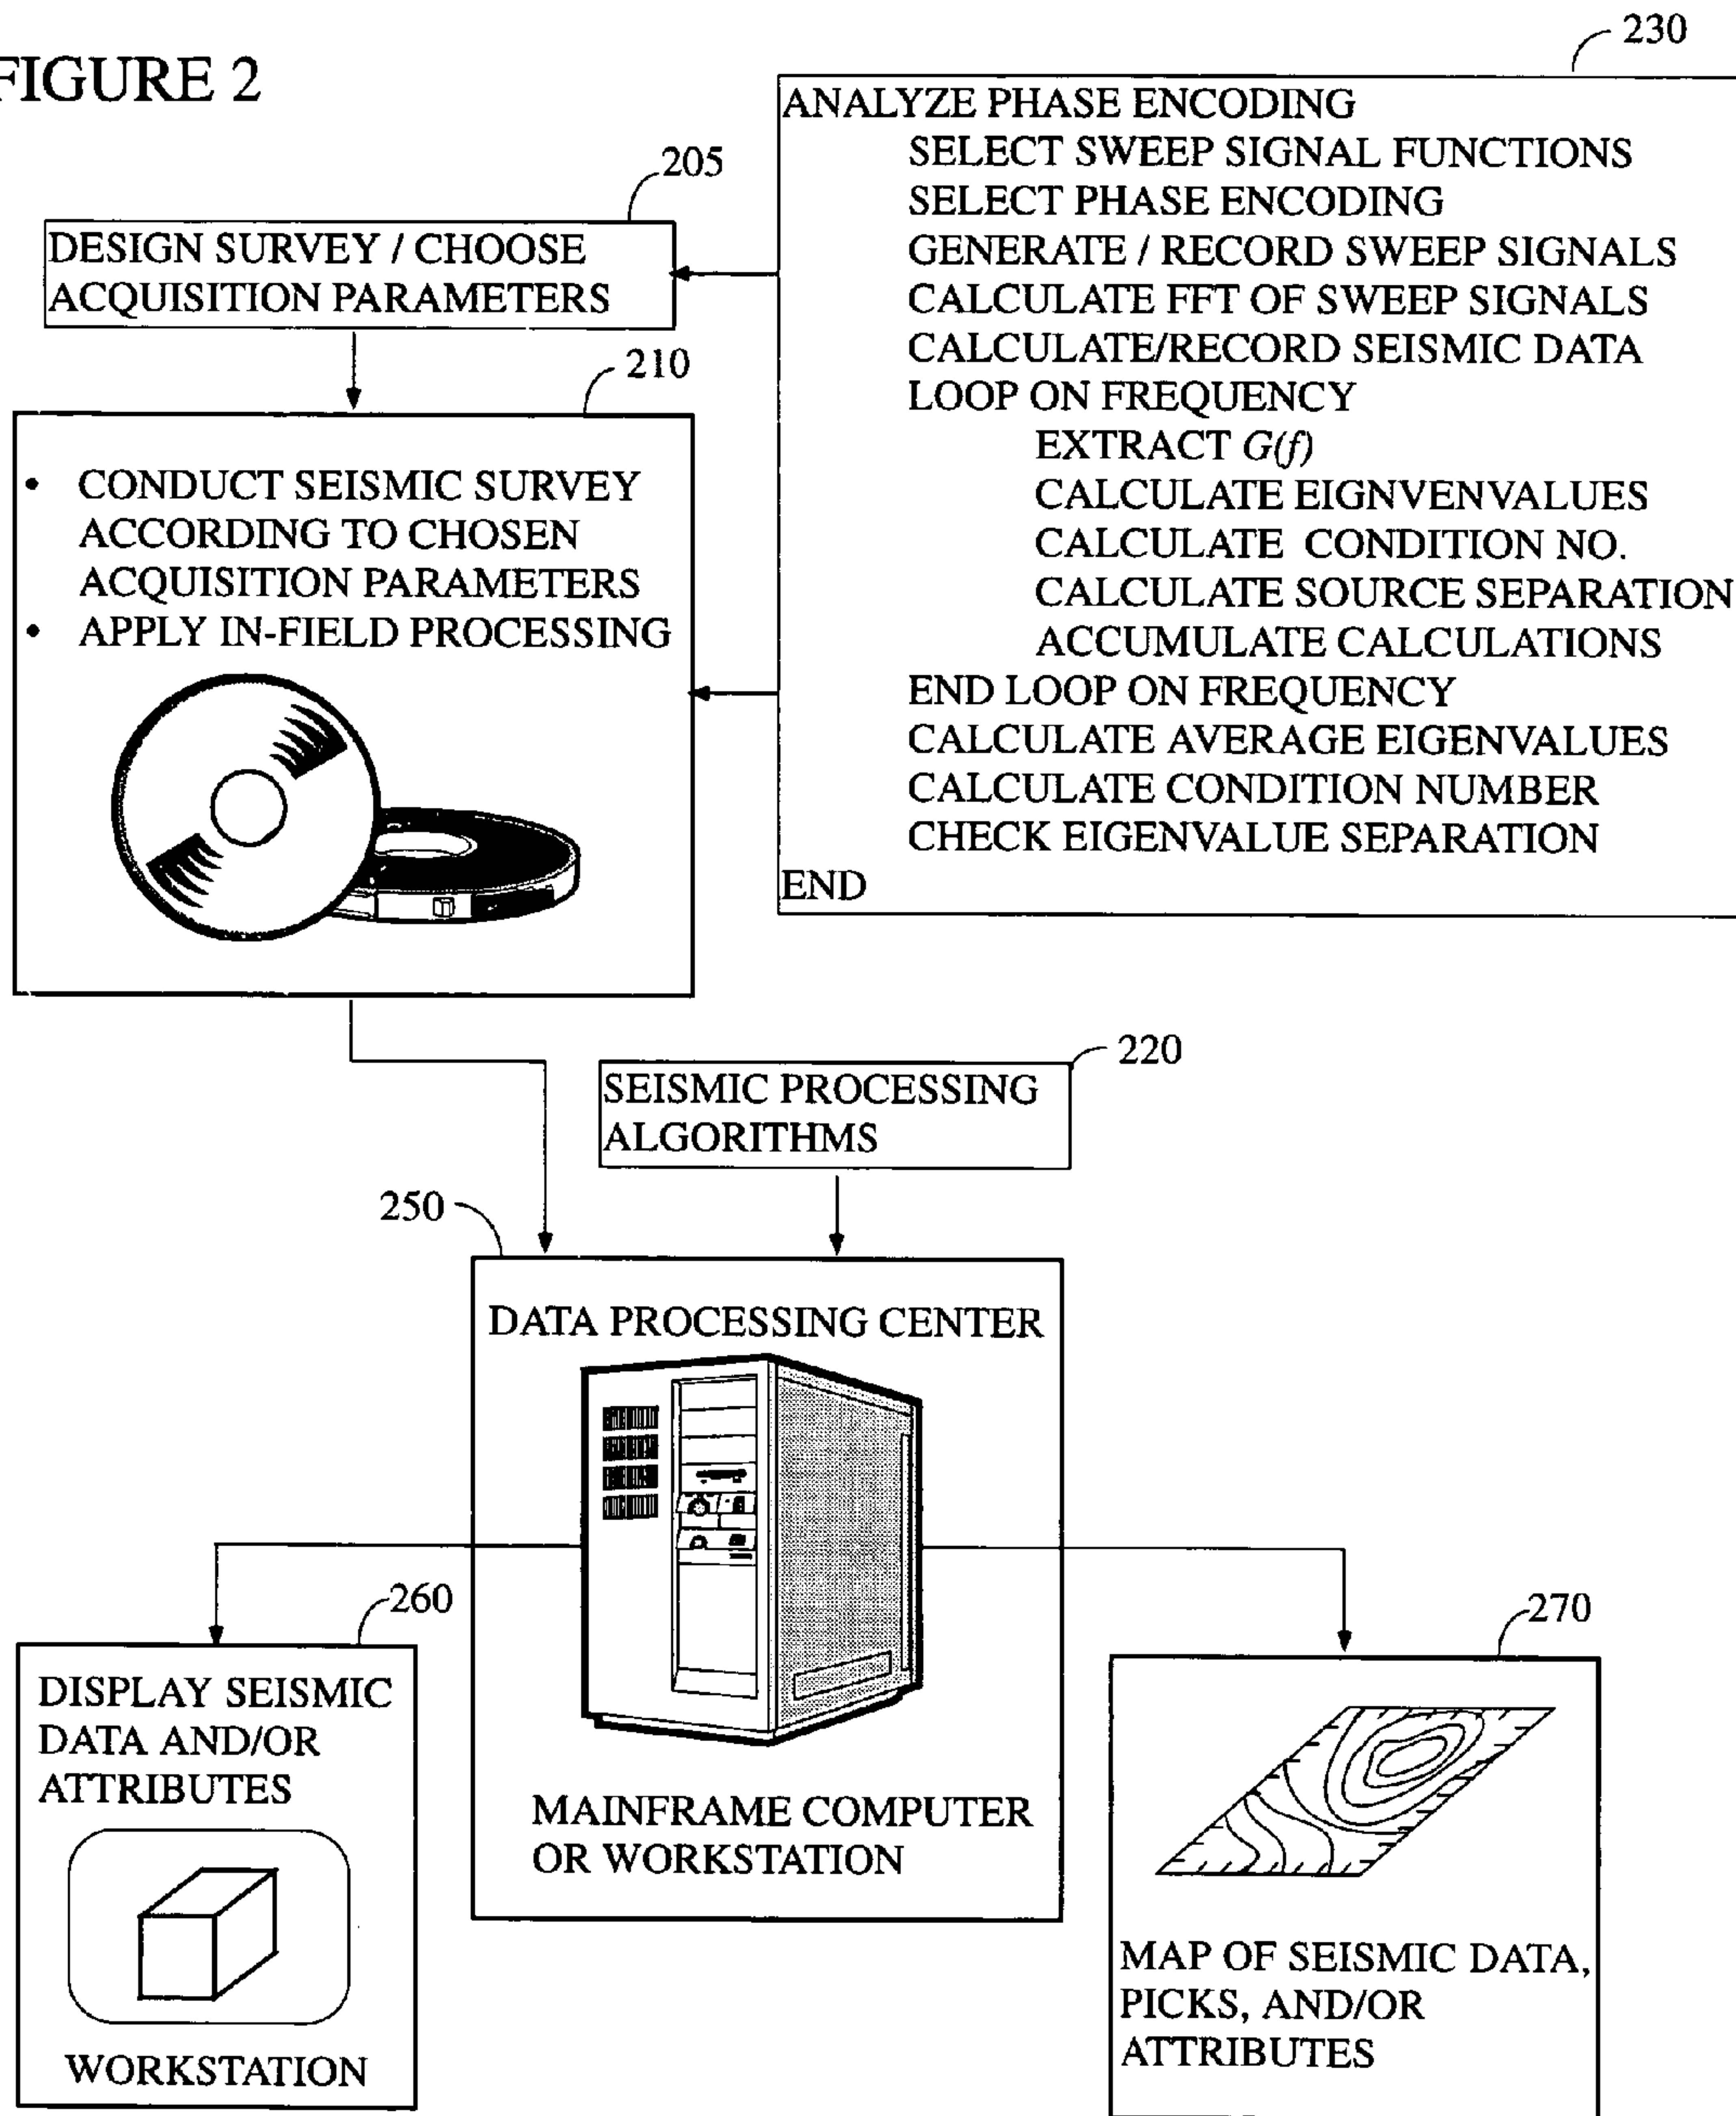 FIGURE 2
230
ANALYZE PHASE ENCODING
SELECT SWEEP SIGNAL FUNCTIONS
SELECT PHASE ENCODING
GENERATE / RECORD SWEEP SIGNALS
CALCULATE FFT OF SWEEP SIGNALS
CALCULATE/RECORD SEISMIC DATA
LOOP ON FREQUENCY
EXTRACT G(f)
CALCULATE EIGNVENVALUES
CALCULATE CONDITION NO.
CALCULATE SOURCE SEPARATION
ACCUMULATE CALCULATIONS
END LOOP ON FREQUENCY
CALCULATE AVERAGE EIGENVALUES
CALCULATE CONDITION NUMBER
CHECK EIGENVALUE SEPARATION
END
205
DESIGN SURVEY / CHOOSE
ACQUISITION PARAMETERS
210
• CONDUCT SEISMIC SURVEY
ACCORDING TO CHOSEN
ACQUISITION PARAMETERS
• APPLY IN-FIELD PROCESSING
220
SEISMIC PROCESSING
ALGORITHMS
250
DATA PROCESSING CENTER
MAINFRAME COMPUTER
OR WORKSTATION
260
DISPLAY SEISMIC
DATA AND/OR
ATTRIBUTES
WORKSTATION
270
MAP OF SEISMIC DATA,
PICKS, AND/OR
ATTRIBUTES